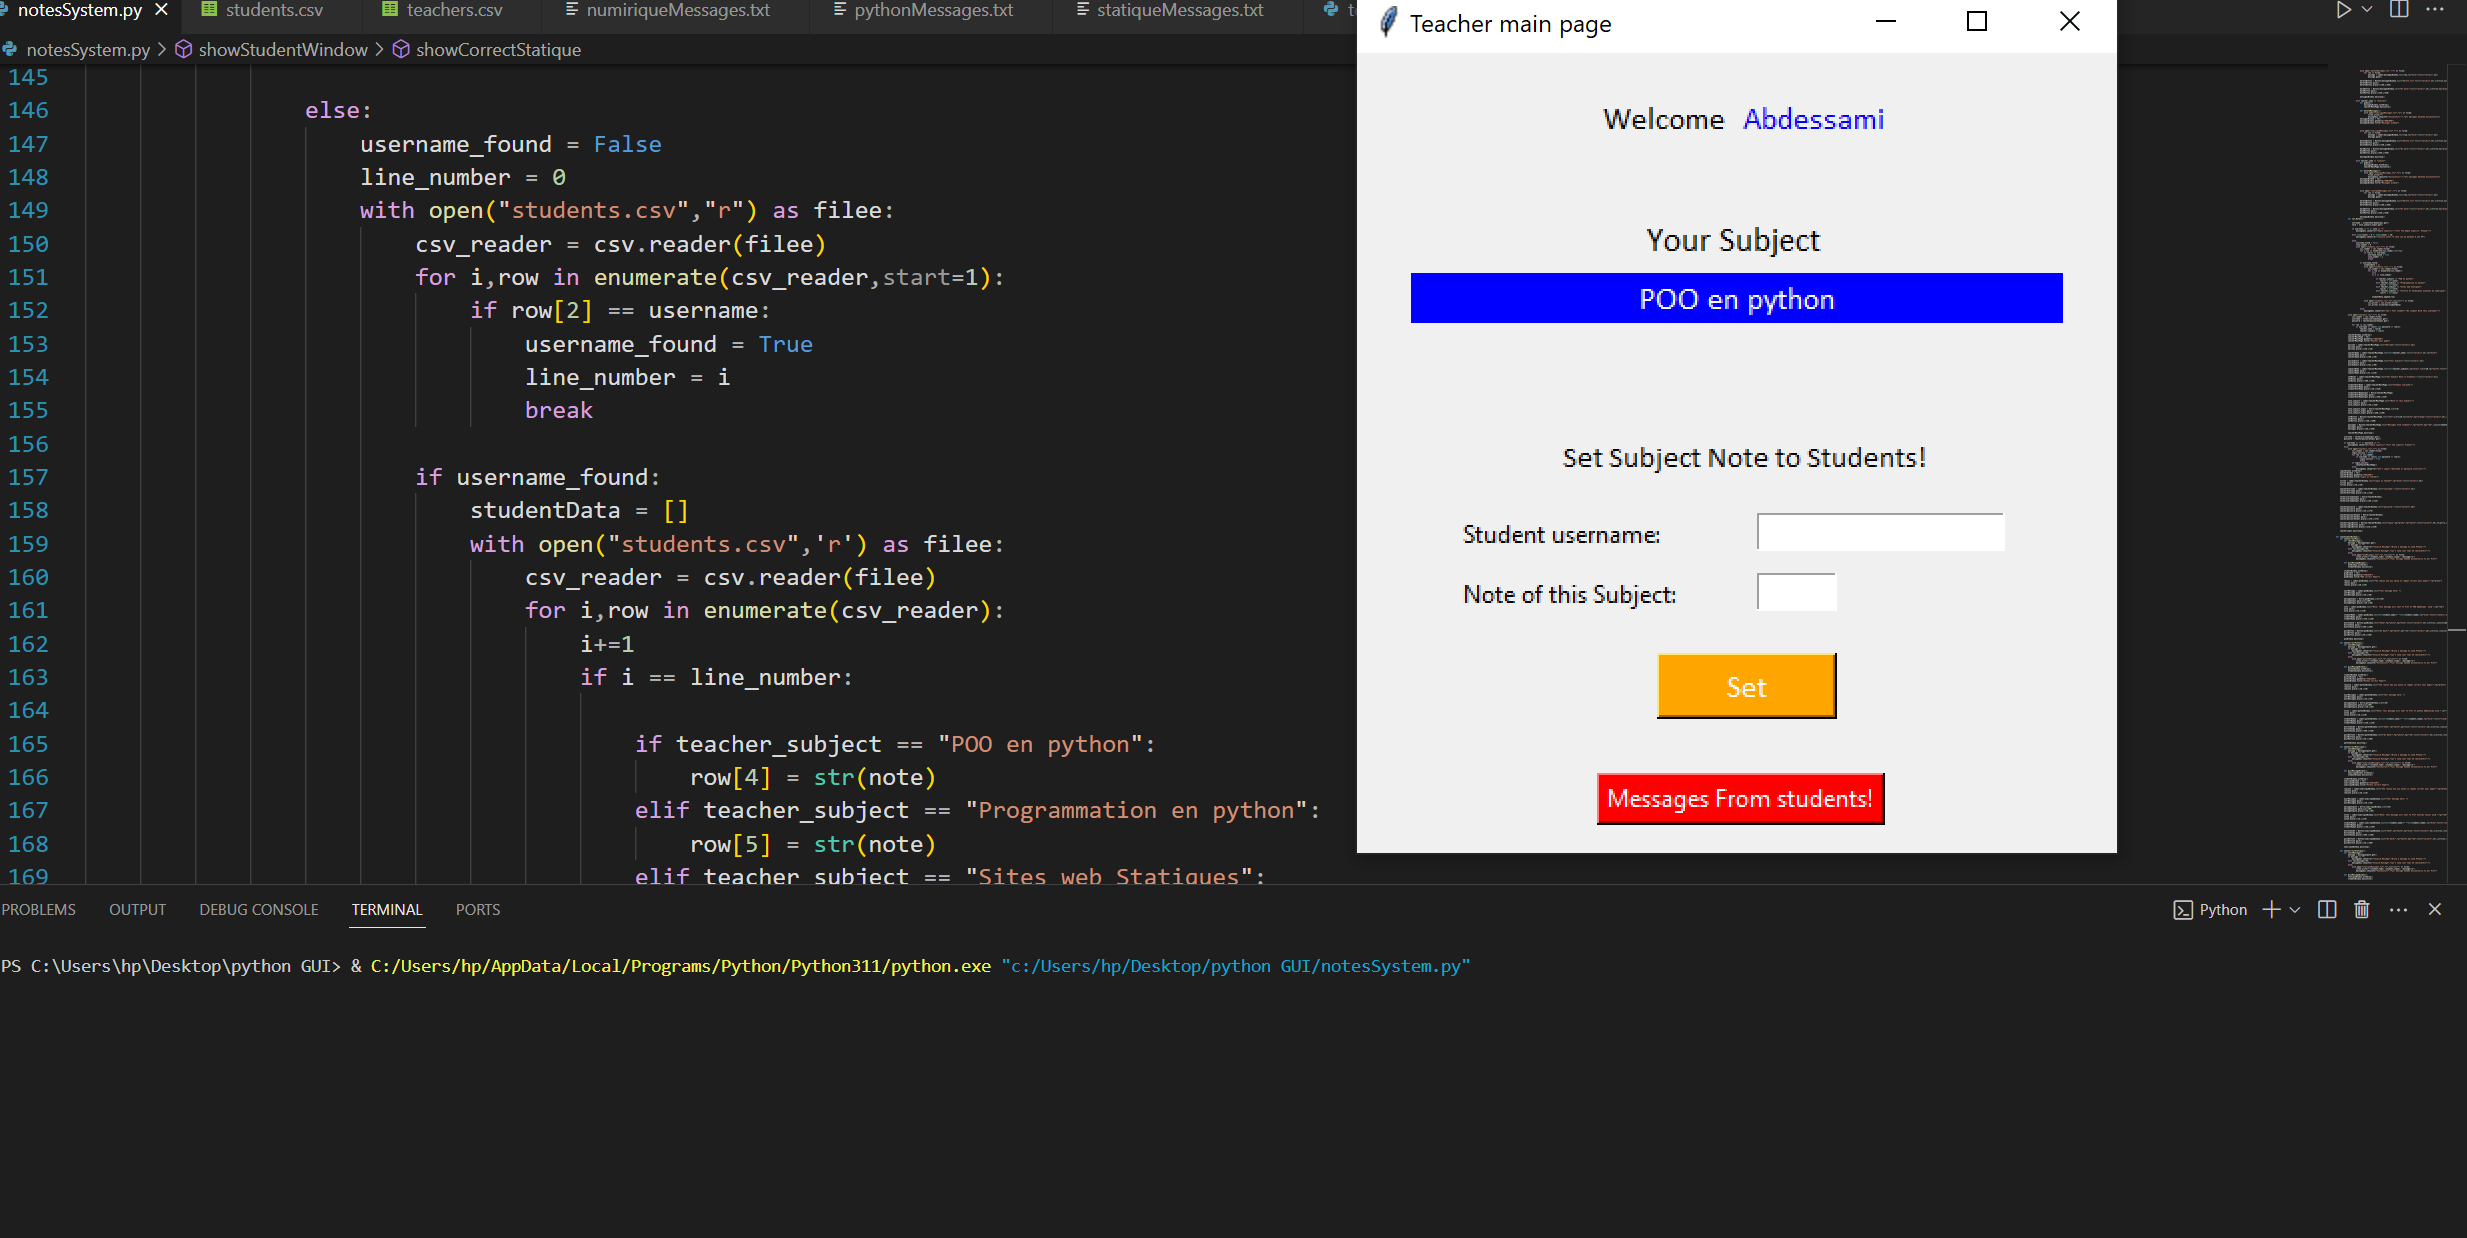 notesSystem.py
students.csv
teachers.csv
numiriqueMessages.txt
pythonMessages.txt
statiqueMessages.txt
notesSystem.py > showStudentWindow > showCorrectStatique
145
146 else:
147 username_found = False
148 line_number = 0
149 with open("students.csv","r") as filee:
150 csv_reader = csv.reader(filee)
151 for i,row in enumerate(csv_reader,start=1):
152 if row[2] == username:
153 username_found = True
154 line_number = i
155 break
156
157 if username_found:
158 studentData = []
159 with open("students.csv",'r') as filee:
160 csv_reader = csv.reader(filee)
161 for i,row in enumerate(csv_reader):
162 i+=1
163 if i == line_number:
164
165 if teacher_subject == "POO en python":
166 row[4] = str(note)
167 elif teacher_subject == "Programmation en python":
168 row[5] = str(note)
169 elif teacher_subject == "Sites web Statiques":
Teacher main page
Welcome Abdessami
Your Subject
POO en python
Set Subject Note to Students!
Student username:
Note of this Subject:
Set
Messages From students!
PROBLEMS OUTPUT DEBUG CONSOLE TERMINAL PORTS
Python
PS C:\Users\hp\Desktop\python GUI> & C:/Users/hp/AppData/Local/Programs/Python/Python311/python.exe "c:/Users/hp/Desktop/python GUI/notesSystem.py"